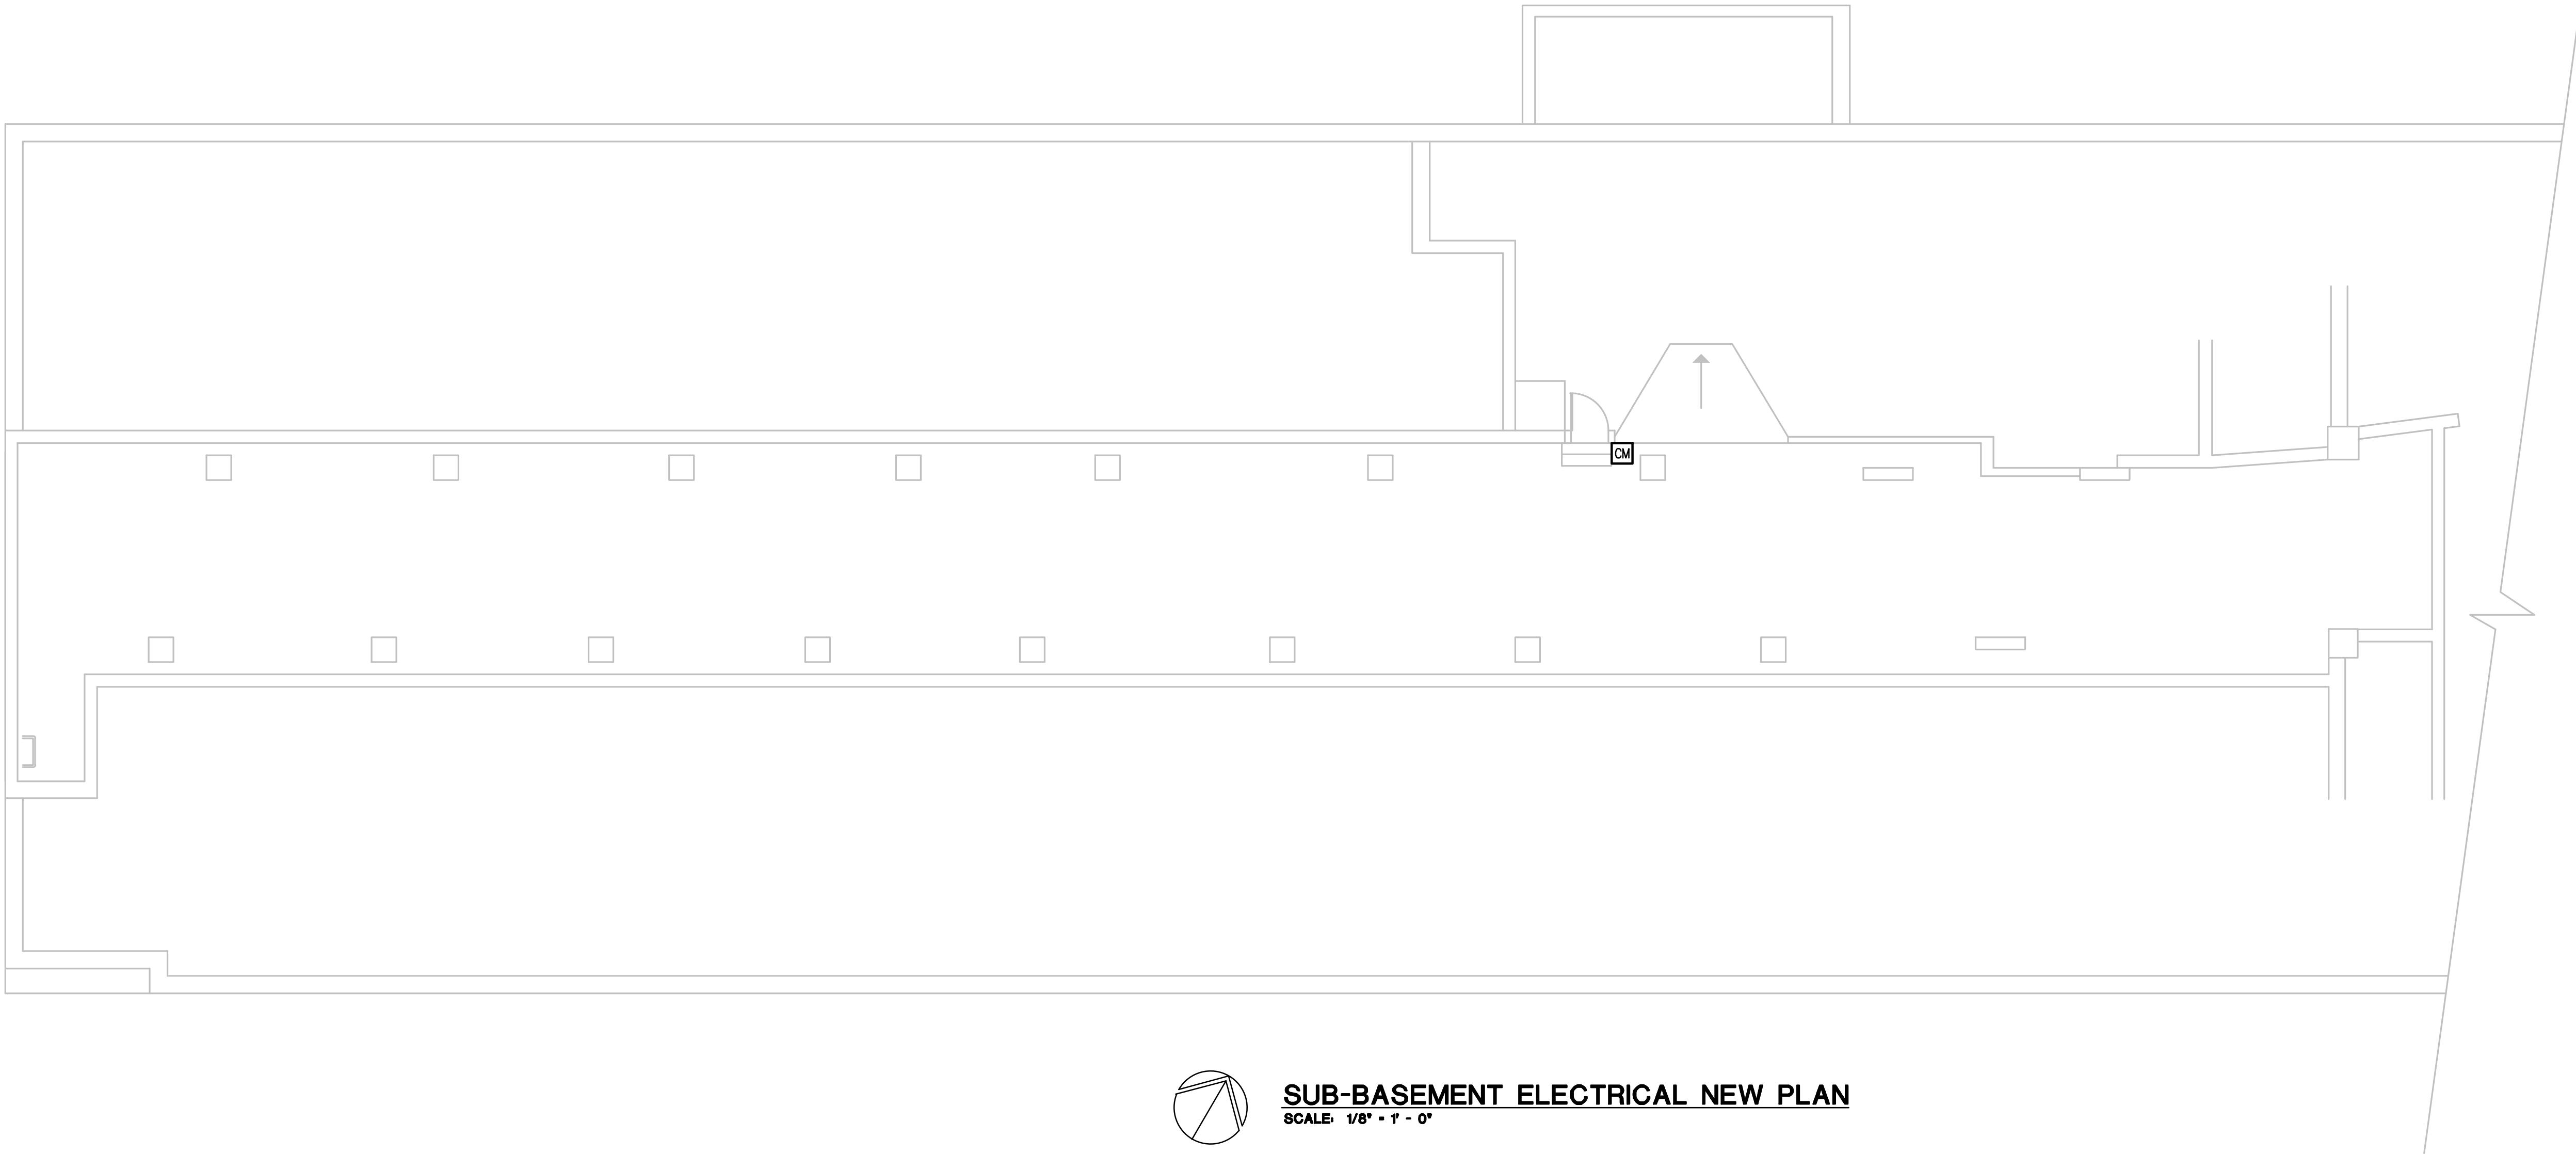 CM
SUB-BASEMENT ELECTRICAL NEW PLAN
SCALE: 1/8" = 1' - 0"